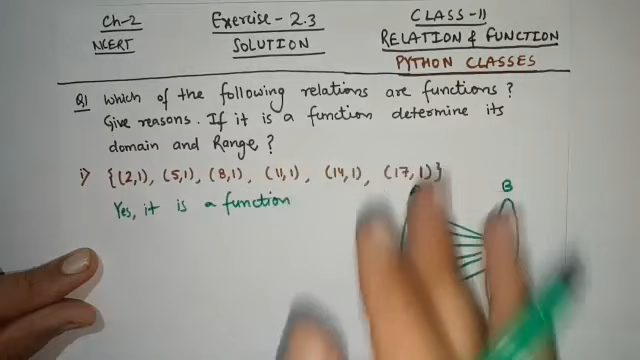 Ch-2 Exercise - 2.3 CLASS-11
NCERT SOLUTION RELATION & FUNCTION
PYTHON CLASSES
Q.1 Which of the following relations are functions?
Give reasons. If it is a function determine its
domain and Range?
i) {(2,1), (5,1), (8,1), (11,1), (14,1), (17,1)}
Yes, it is a function
B